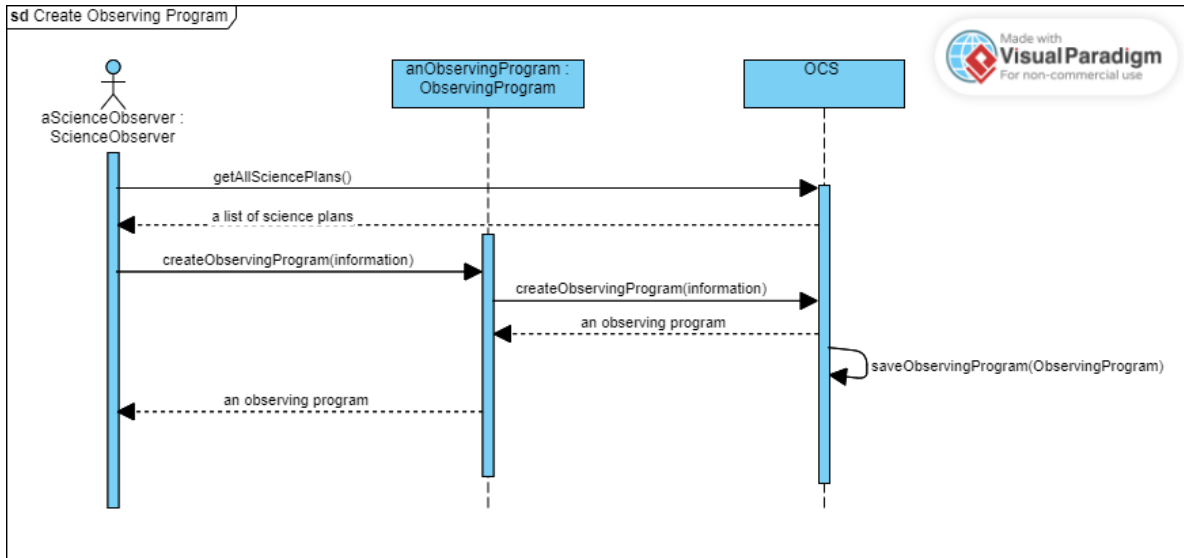 sd Create Observing Program
Made with
Visual Paradigm
For non-commercial use
aScienceObserver :
ScienceObserver
anObservingProgram :
ObservingProgram
OCS
getAllSciencePlans()
a list of science plans
createObservingProgram(information)
createObservingProgram(information)
an observing program
saveObservingProgram(ObservingProgram)
an observing program